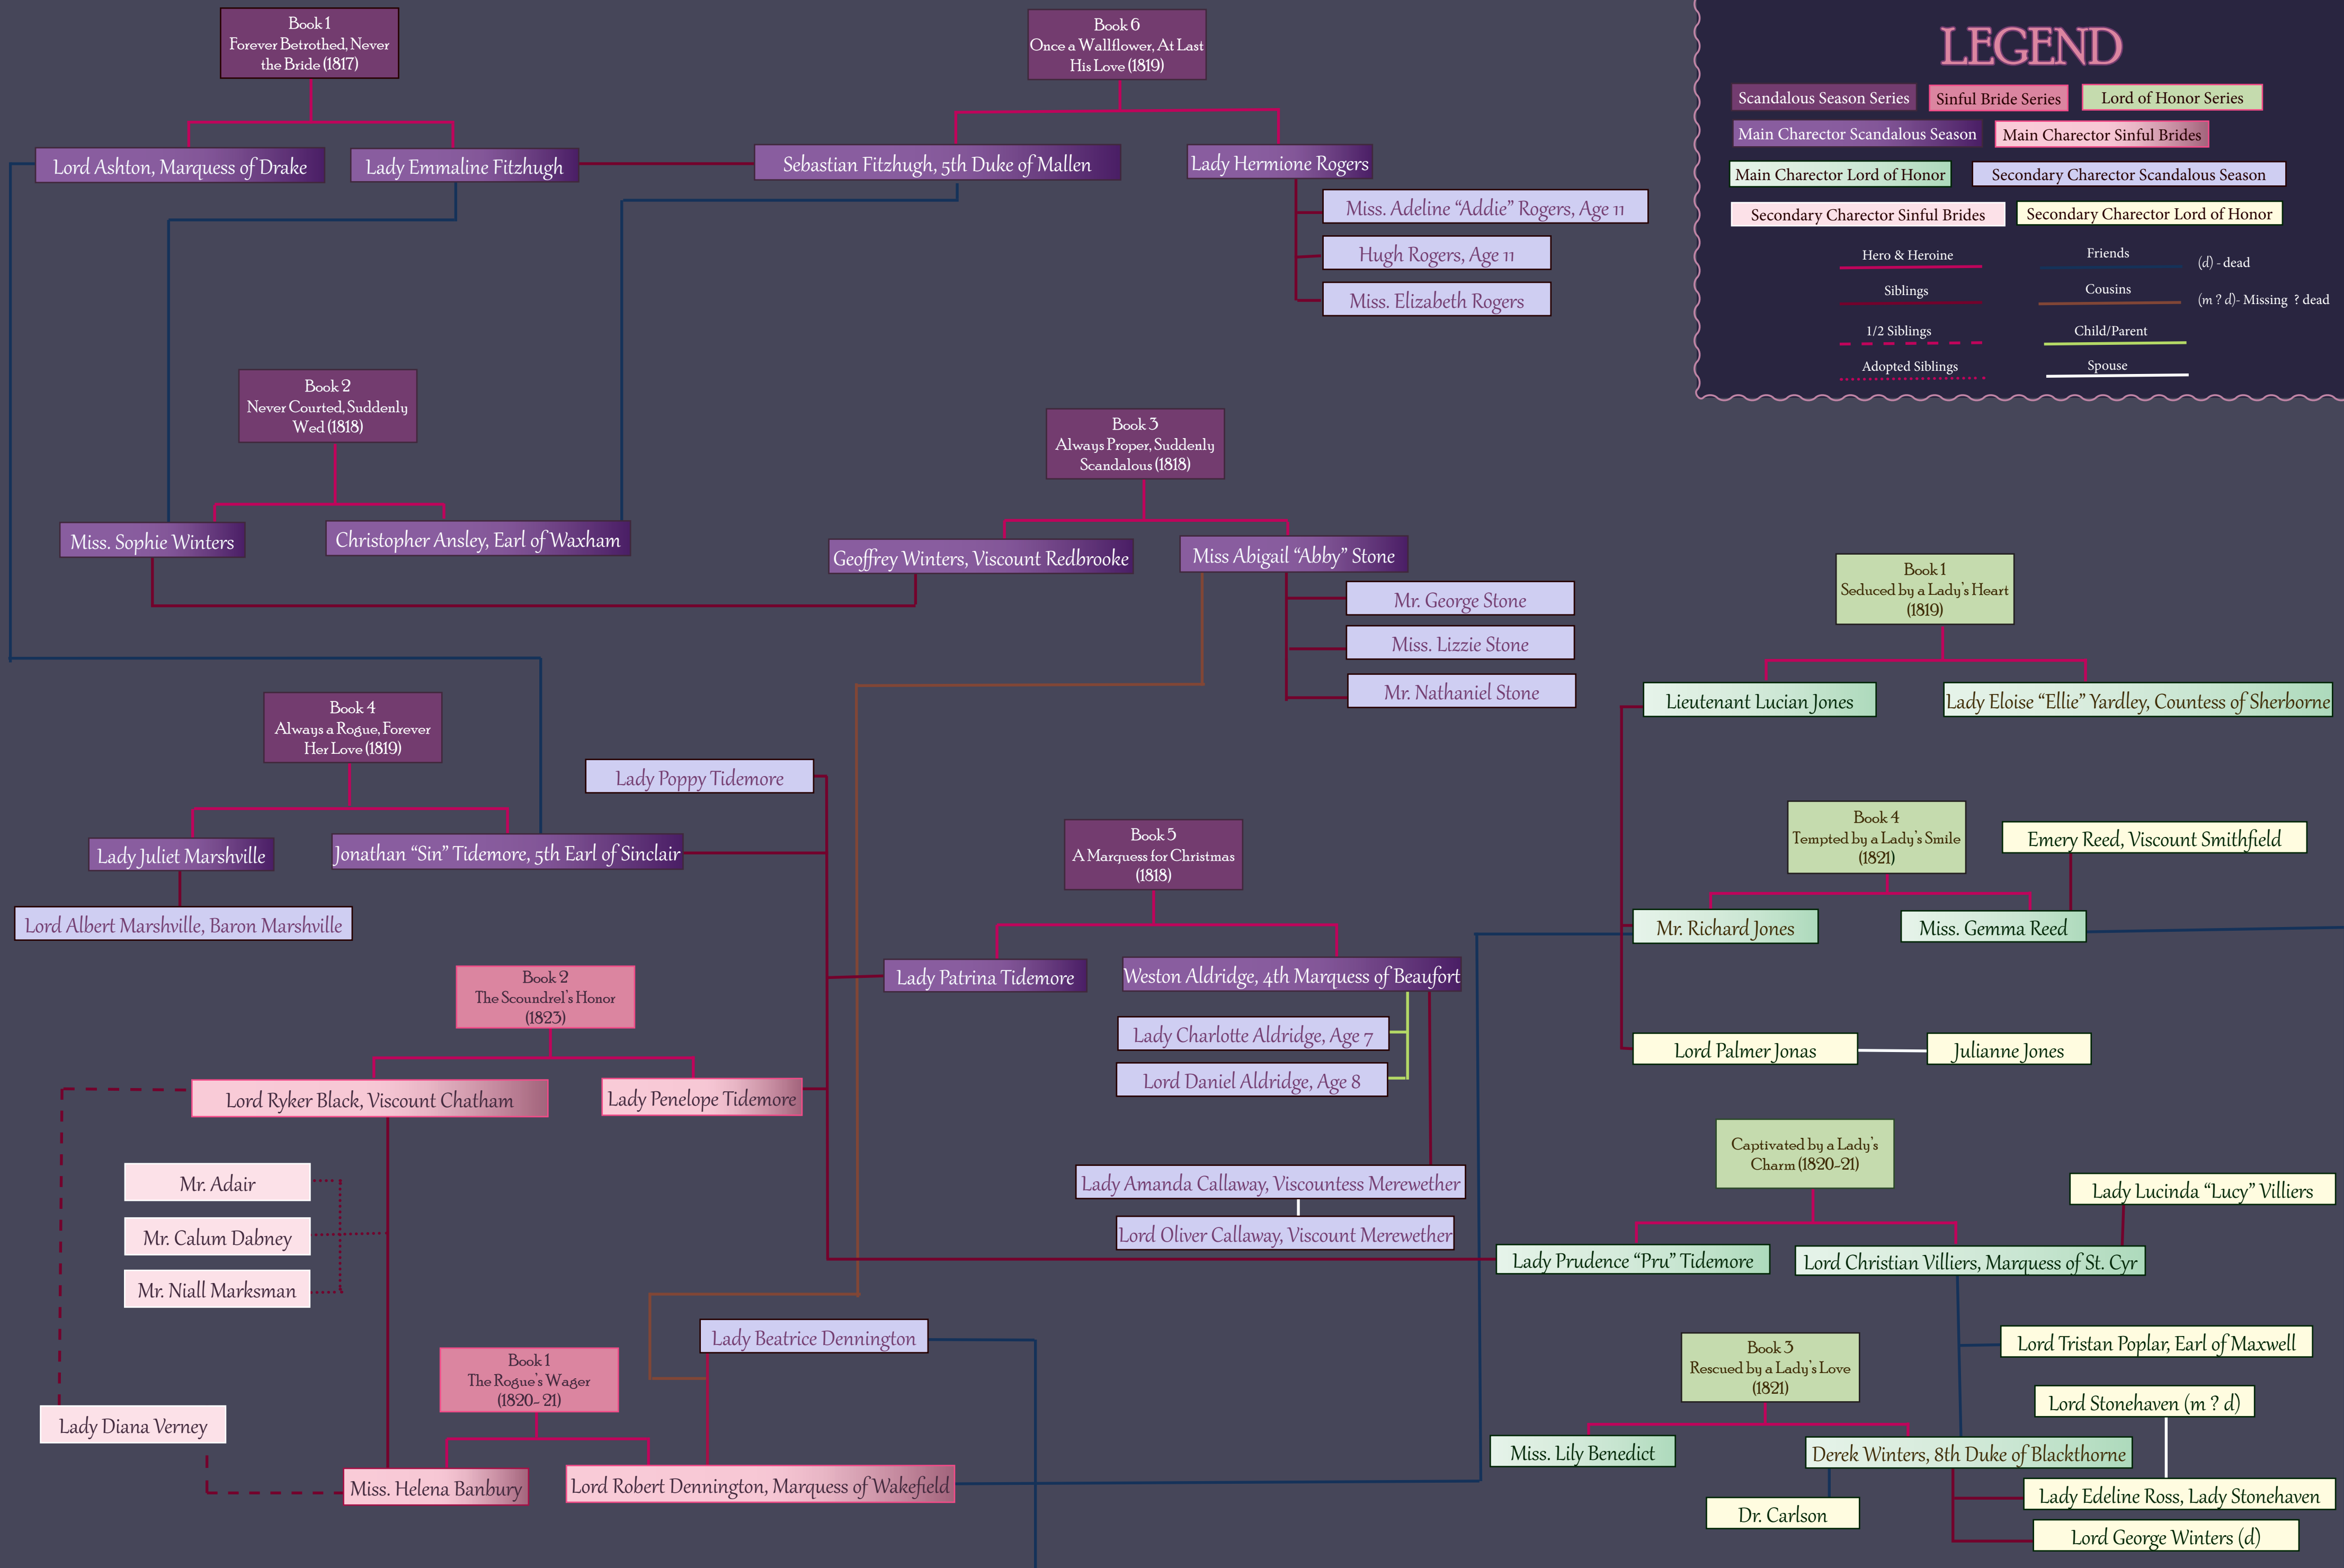 Book 1
Forever Betrothed, Never
the Bride (1817)
Book 6
Once a Wallflower, At Last
His Love (1819)
LEGEND
Scandalous Season Series
Sinful Bride Series
Lord of Honor Series
Main Charector Scandalous Season
Main Charector Sinful Brides
Main Charector Lord of Honor
Secondary Charector Scandalous Season
Secondary Charector Sinful Brides
Secondary Charector Lord of Honor
Hero & Heroine
Friends
(d) - dead
Siblings
Cousins
(m ? d)- Missing ? dead
1/2 Siblings
Child/Parent
Adopted Siblings
Spouse
Lord Ashton, Marquess of Drake
Lady Emmaline Fitzhugh
Sebastian Fitzhugh, 5th Duke of Mallen
Lady Hermione Rogers
Miss. Adeline “Addie” Rogers, Age 11
Hugh Rogers, Age 11
Miss. Elizabeth Rogers
Book 2
Never Courted, Suddenly
Wed (1818)
Book 3
Always Proper, Suddenly
Scandalous (1818)
Miss. Sophie Winters
Christopher Ansley, Earl of Waxham
Geoffrey Winters, Viscount Redbrooke
Miss Abigail “Abby” Stone
Mr. George Stone
Miss. Lizzie Stone
Mr. Nathaniel Stone
Book 1
Seduced by a Lady's Heart
(1819)
Lieutenant Lucian Jones
Lady Eloise “Ellie” Yardley, Countess of Sherborne
Book 4
Always a Rogue, Forever
Her Love (1819)
Lady Poppy Tidemore
Lady Juliet Marshville
Jonathan “Sin” Tidemore, 5th Earl of Sinclair
Lord Albert Marshville, Baron Marshville
Book 5
A Marquess for Christmas
(1818)
Book 4
Tempted by a Lady's Smile
(1821)
Emery Reed, Viscount Smithfield
Mr. Richard Jones
Miss. Gemma Reed
Lady Patrina Tidemore
Weston Aldridge, 4th Marquess of Beaufort
Lady Charlotte Aldridge, Age 7
Lord Daniel Aldridge, Age 8
Lord Palmer Jonas
Julianne Jones
Book 2
The Scoundrel's Honor
(1823)
Lord Ryker Black, Viscount Chatham
Lady Penelope Tidemore
Mr. Adair
Mr. Calum Dabney
Mr. Niall Marksman
Lady Amanda Callaway, Viscountess Merewether
Lord Oliver Callaway, Viscount Merewether
Captivated by a Lady's
Charm (1820-21)
Lady Lucinda “Lucy” Villiers
Lady Prudence “Pru” Tidemore
Lord Christian Villiers, Marquess of St. Cyr
Lady Beatrice Dennington
Book 1
The Rogue's Wager
(1820- 21)
Lady Diana Verney
Miss. Helena Banbury
Lord Robert Dennington, Marquess of Wakefield
Book 3
Rescued by a Lady's Love
(1821)
Lord Tristan Poplar, Earl of Maxwell
Lord Stonehaven (m ? d)
Miss. Lily Benedict
Derek Winters, 8th Duke of Blackthorne
Dr. Carlson
Lady Edeline Ross, Lady Stonehaven
Lord George Winters (d)